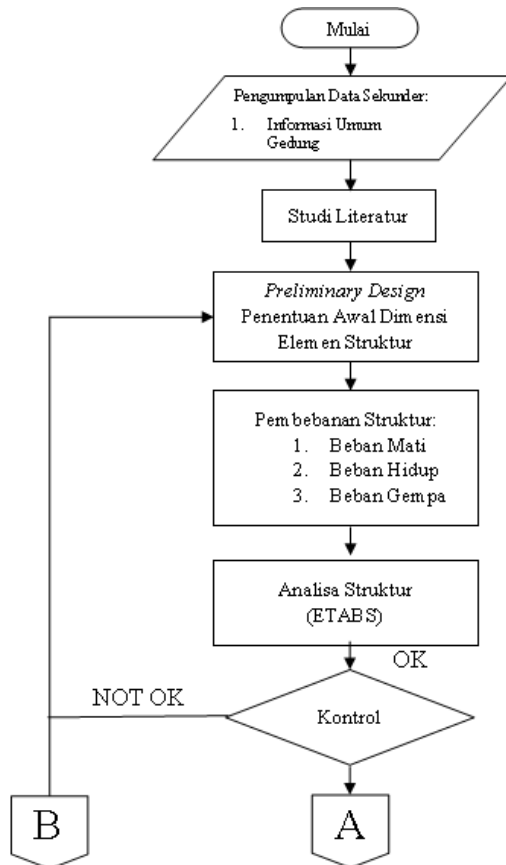 Mulai
Pengumpulan Data Sekunder:
1. Informasi Umum
Gedung
Studi Literatur
Preliminary Design
Penentuan Awal Dimensi
Elemen Struktur
Pembebanan Struktur:
1. Beban Mati
2. Beban Hidup
3. Beban Gempa
Analisa Struktur
(ETABS)
OK
NOT OK
Kontrol
B
A